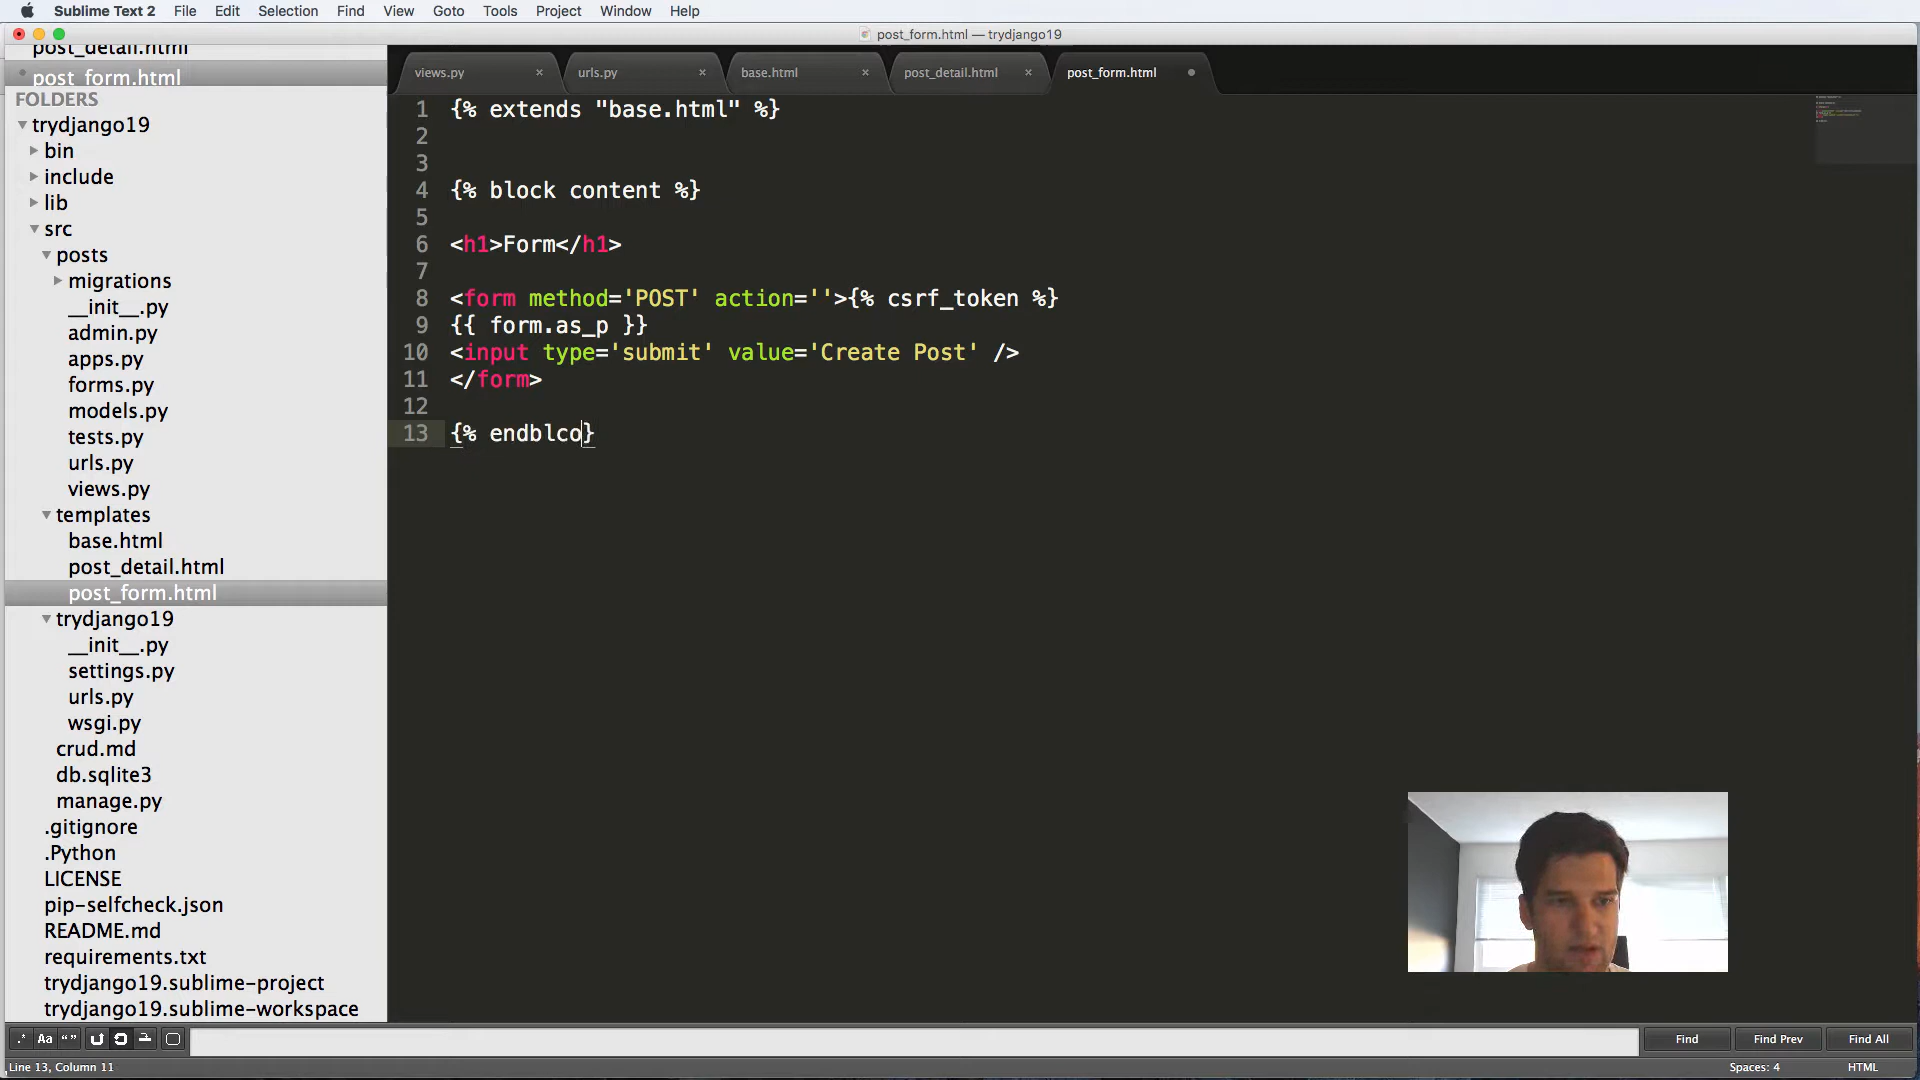 Sublime Text 2 File Edit Selection Find View Goto Tools Project Window Help
post_form.html — trydjango19
post_detail.html
post_form.html
views.py × urls.py × base.html × post_detail.html × post_form.html
FOLDERS
trydjango19
bin
include
lib
src
posts
migrations
__init__.py
admin.py
apps.py
forms.py
models.py
tests.py
urls.py
views.py
templates
base.html
post_detail.html
post_form.html
trydjango19
__init__.py
settings.py
urls.py
wsgi.py
crud.md
db.sqlite3
manage.py
.gitignore
.Python
LICENSE
pip-selfcheck.json
README.md
requirements.txt
trydjango19.sublime-project
trydjango19.sublime-workspace
1 {% extends "base.html" %}
2
3
4 {% block content %}
5
6 <h1>Form</h1>
7
8 <form method='POST' action=''>{% csrf_token %}
9 {{ form.as_p }}
10 <input type='submit' value='Create Post' />
11 </form>
12
13 {% endblco}
.* Aa “ ” Find Find Prev Find All
Line 13, Column 11 Spaces: 4 HTML